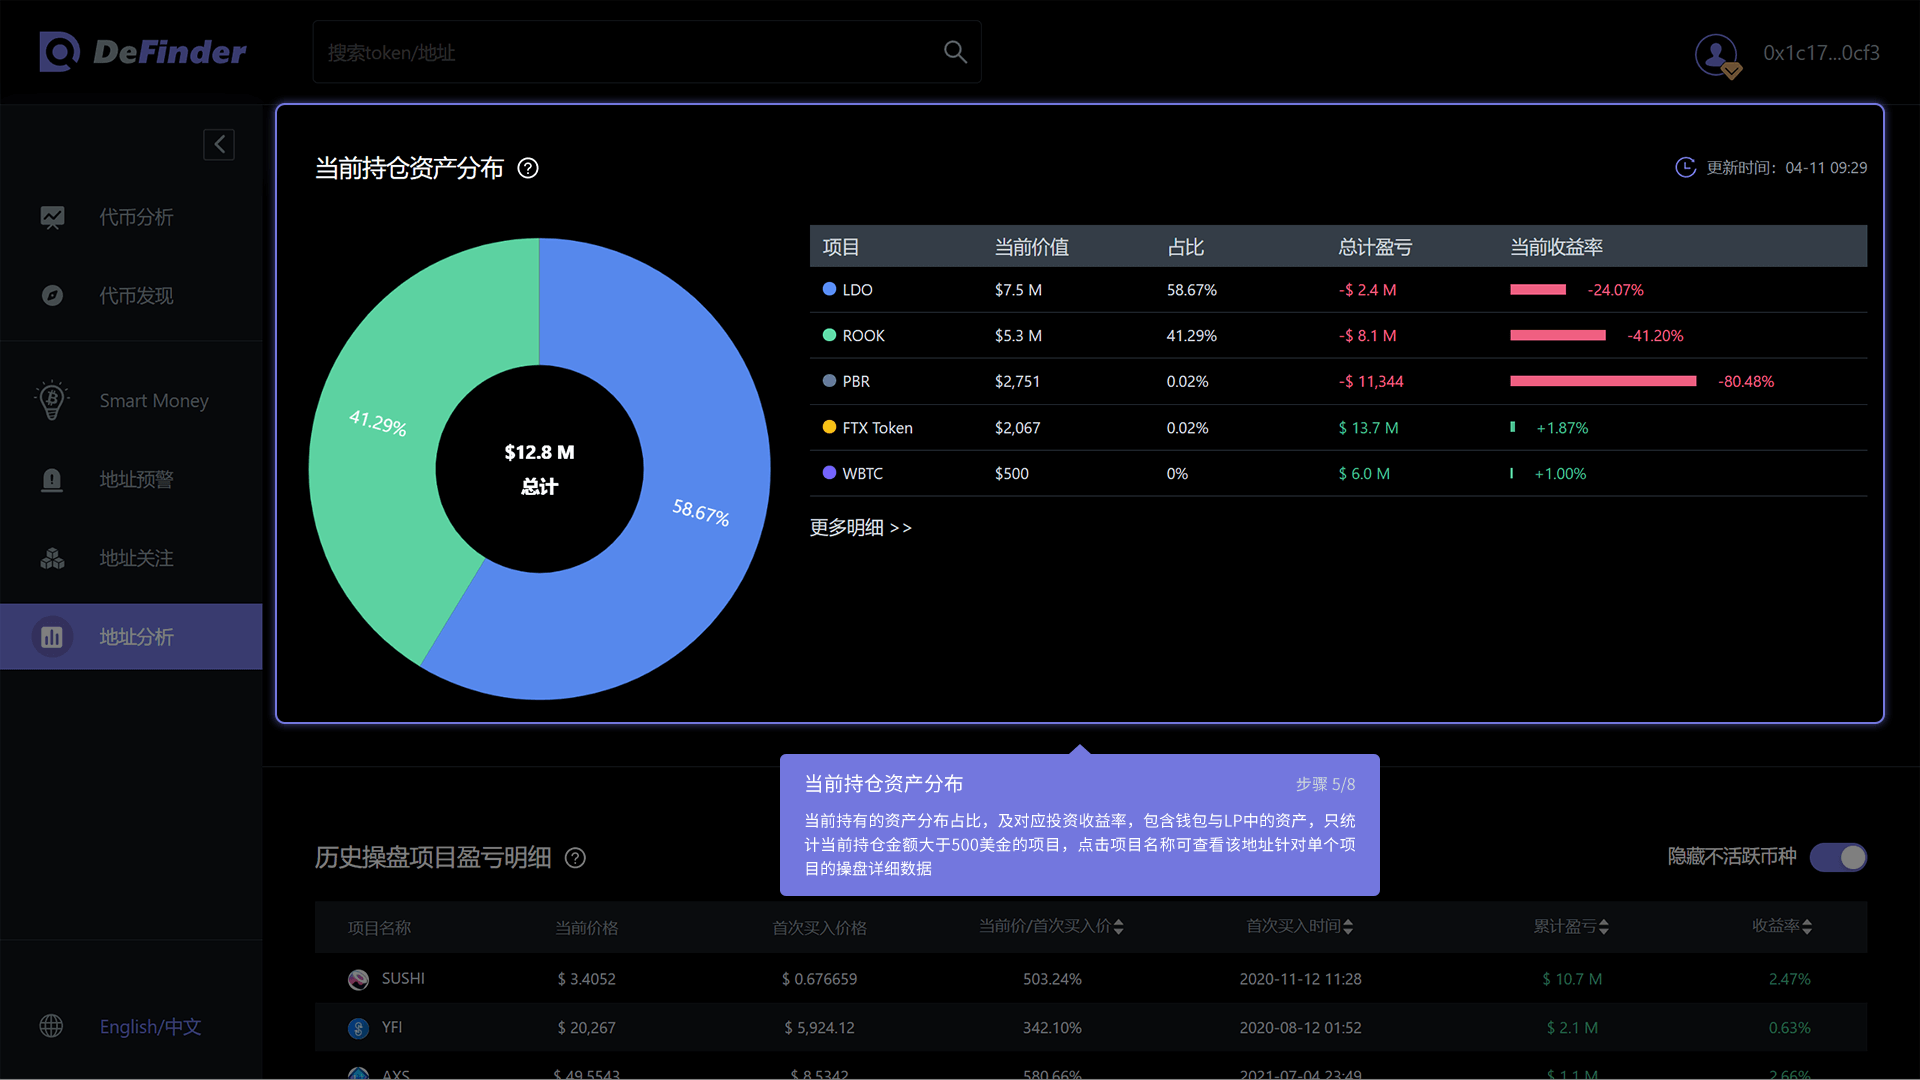 DeFinder
搜索token/地址
0x1c17...0cf3
代币分析
代币发现
Smart Money
地址预警
地址关注
地址分析
English/中文
当前持仓资产分布
更新时间：04-11 09:29
41.29%
58.67%
$12.8 M
总计
项目 当前价值 占比 总计盈亏 当前收益率
LDO $7.5 M 58.67% -$ 2.4 M -24.07%
ROOK $5.3 M 41.29% -$ 8.1 M -41.20%
PBR $2,751 0.02% -$ 11,344 -80.48%
FTX Token $2,067 0.02% $ 13.7 M +1.87%
WBTC $500 0% $ 6.0 M +1.00%
更多明细 >>
当前持仓资产分布 步骤 5/8
当前持有的资产分布占比，及对应投资收益率，包含钱包与LP中的资产，只统
计当前持仓金额大于500美金的项目，点击项目名称可查看该地址针对单个项
目的操盘详细数据
历史操盘项目盈亏明细
隐藏不活跃币种
项目名称 当前价格 首次买入价格 当前价/首次买入价 首次买入时间 累计盈亏 收益率
SUSHI $ 3.4052 $ 0.676659 503.24% 2020-11-12 11:28 $ 10.7 M 2.47%
YFI $ 20,267 $ 5,924.12 342.10% 2020-08-12 01:52 $ 2.1 M 0.63%
AXS $ 49.5543 $ 8.5342 580.66% 2021-07-04 23:49 $ 1.1 M 2.66%